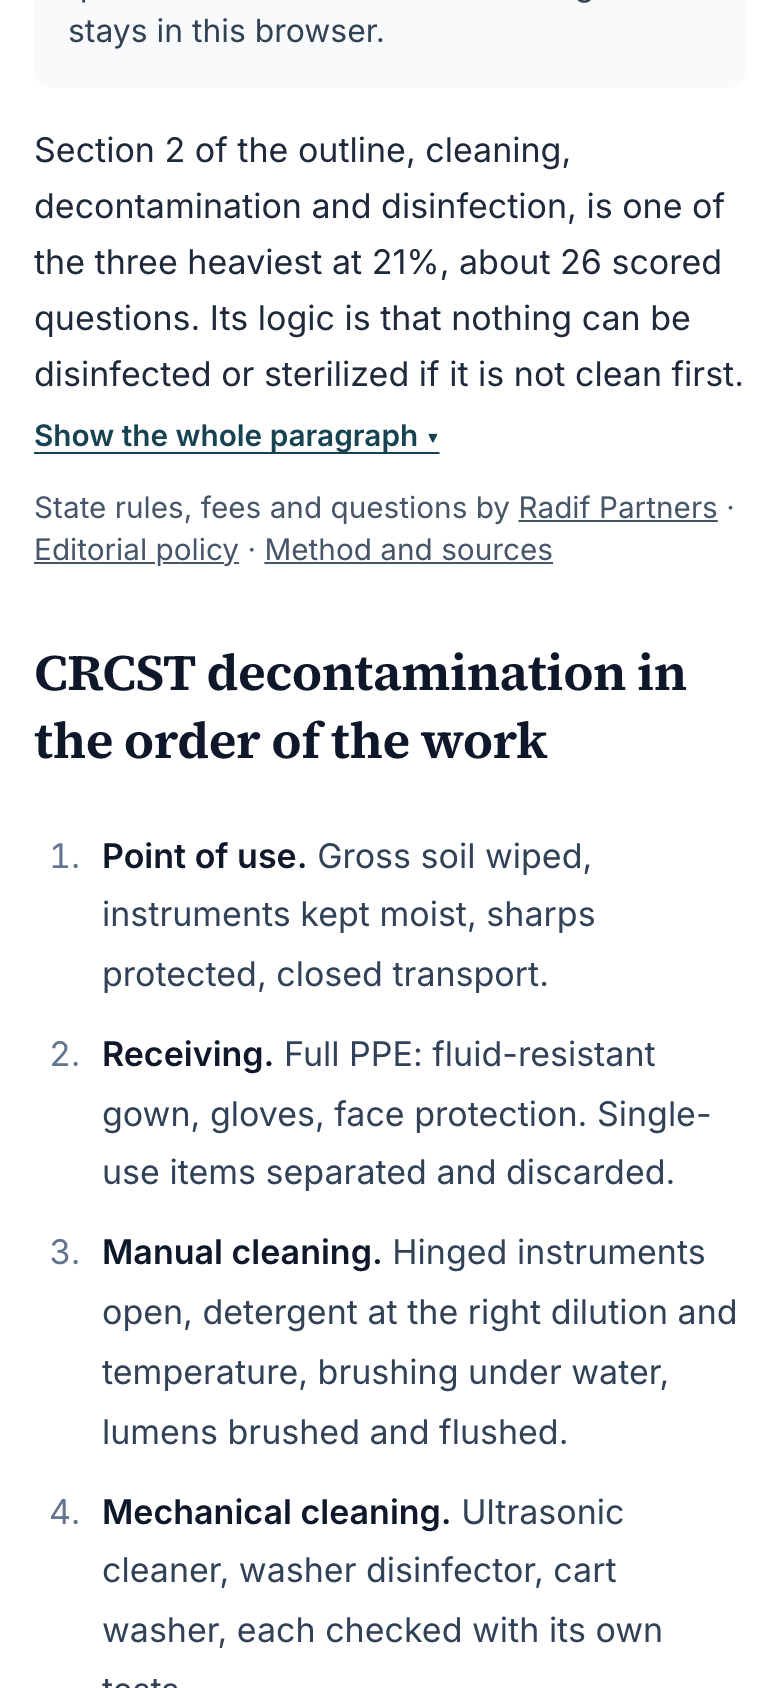 stays in this browser.
Section 2 of the outline, cleaning,
decontamination and disinfection, is one of
the three heaviest at 21%, about 26 scored
questions. Its logic is that nothing can be
disinfected or sterilized if it is not clean first.
Show the whole paragraph ▾
State rules, fees and questions by Radif Partners ·
Editorial policy · Method and sources
CRCST decontamination in
the order of the work
1. Point of use. Gross soil wiped,
instruments kept moist, sharps
protected, closed transport.
2. Receiving. Full PPE: fluid-resistant
gown, gloves, face protection. Single-
use items separated and discarded.
3. Manual cleaning. Hinged instruments
open, detergent at the right dilution and
temperature, brushing under water,
lumens brushed and flushed.
4. Mechanical cleaning. Ultrasonic
cleaner, washer disinfector, cart
washer, each checked with its own